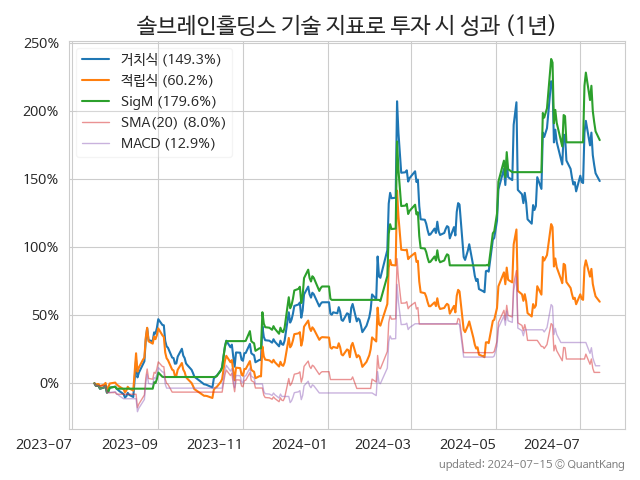 솔브레인홀딩스 기술 지표로 투자 시 성과 (1년)
250%
200%
150%
100%
50%
0%
거치식 (149.3%)
적립식 (60.2%)
SigM (179.6%)
SMA(20) (8.0%)
MACD (12.9%)
2023-07
2023-09
2023-11
2024-01
2024-03
2024-05
2024-07
updated: 2024-07-15 © QuantKang